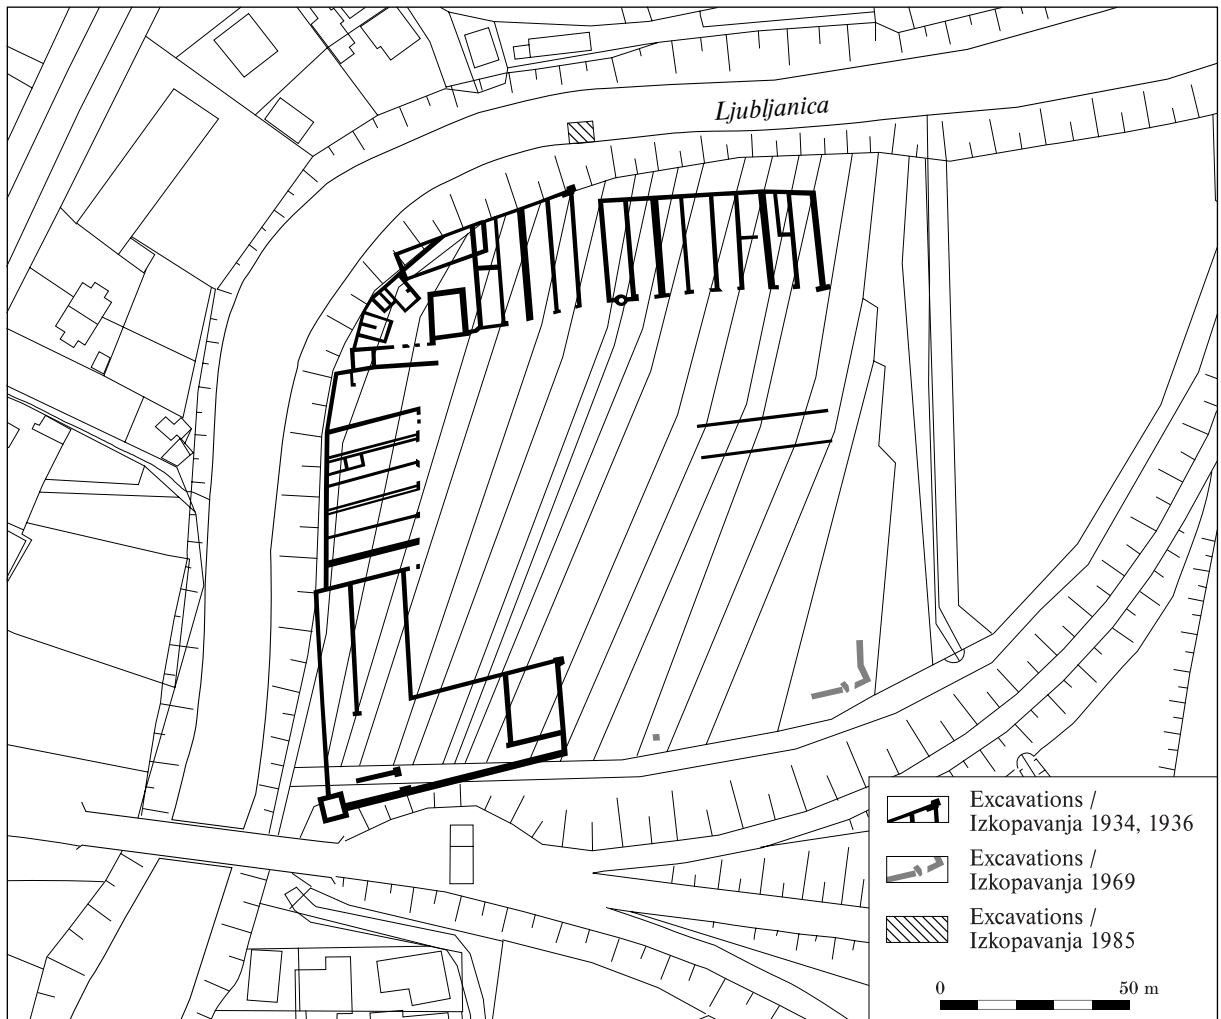 Ljubljanica
Excavations /
Izkopavanja 1934, 1936
Excavations /
Izkopavanja 1969
Excavations /
Izkopavanja 1985
0 50 m